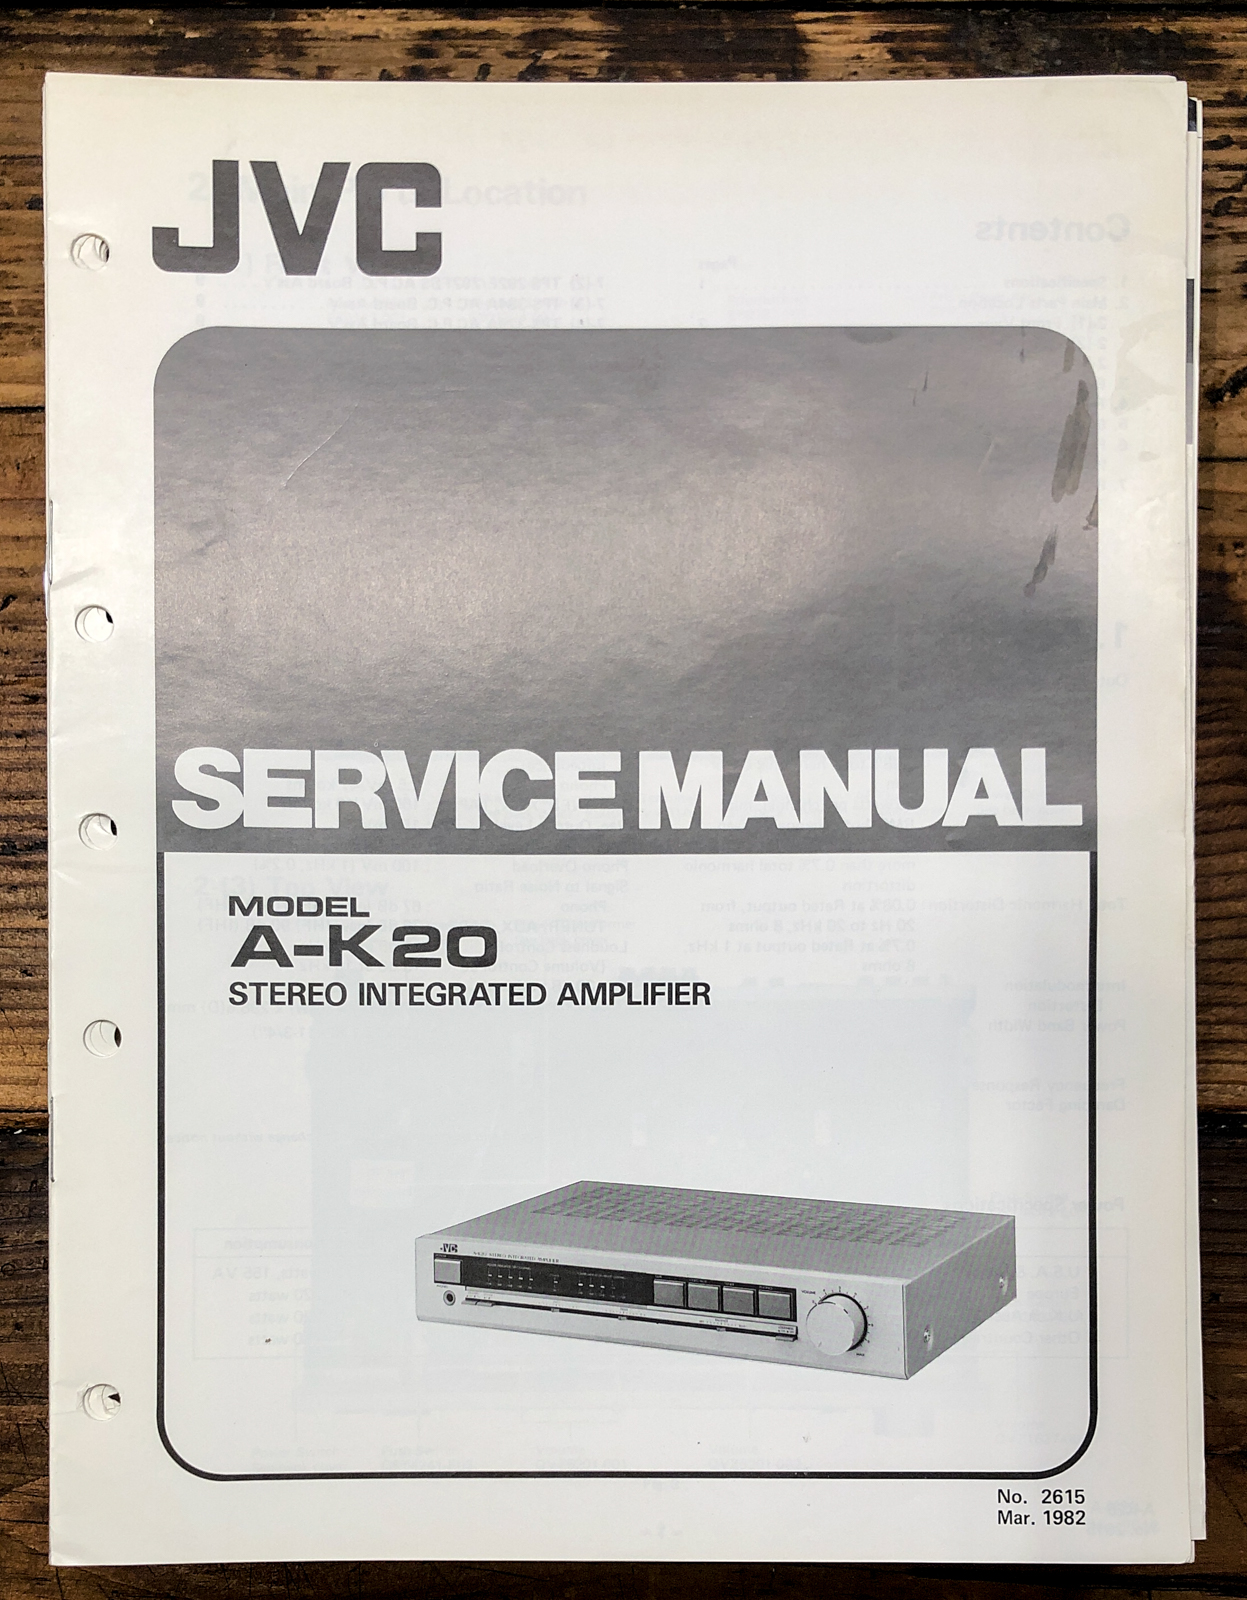 JVC
SERVICE MANUAL
MODEL
A-K20
STEREO INTEGRATED AMPLIFIER
JVC
No. 2615
Mar. 1982